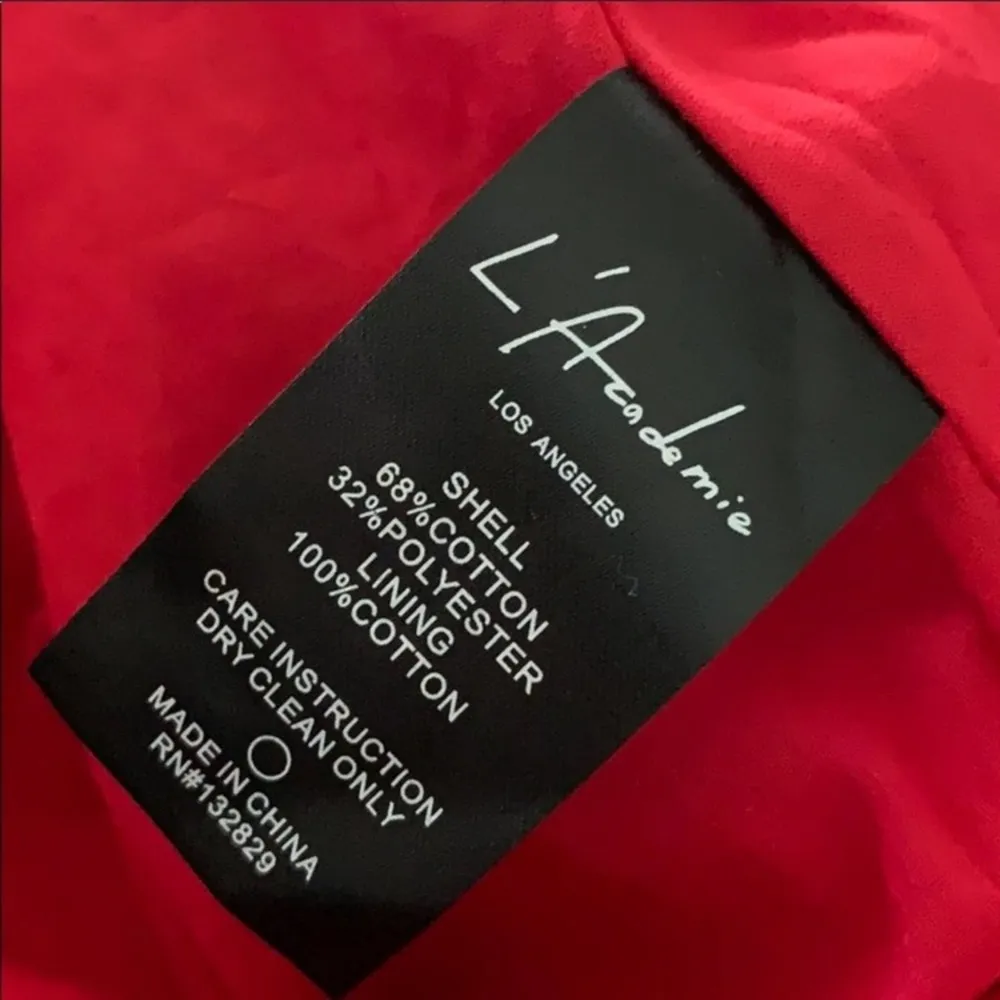 L'Academie
LOS ANGELES
SHELL
68%COTTON
32%POLYESTER
LINING
100%COTTON
CARE INSTRUCTION
DRY CLEAN ONLY
MADE IN CHINA
RN#132829